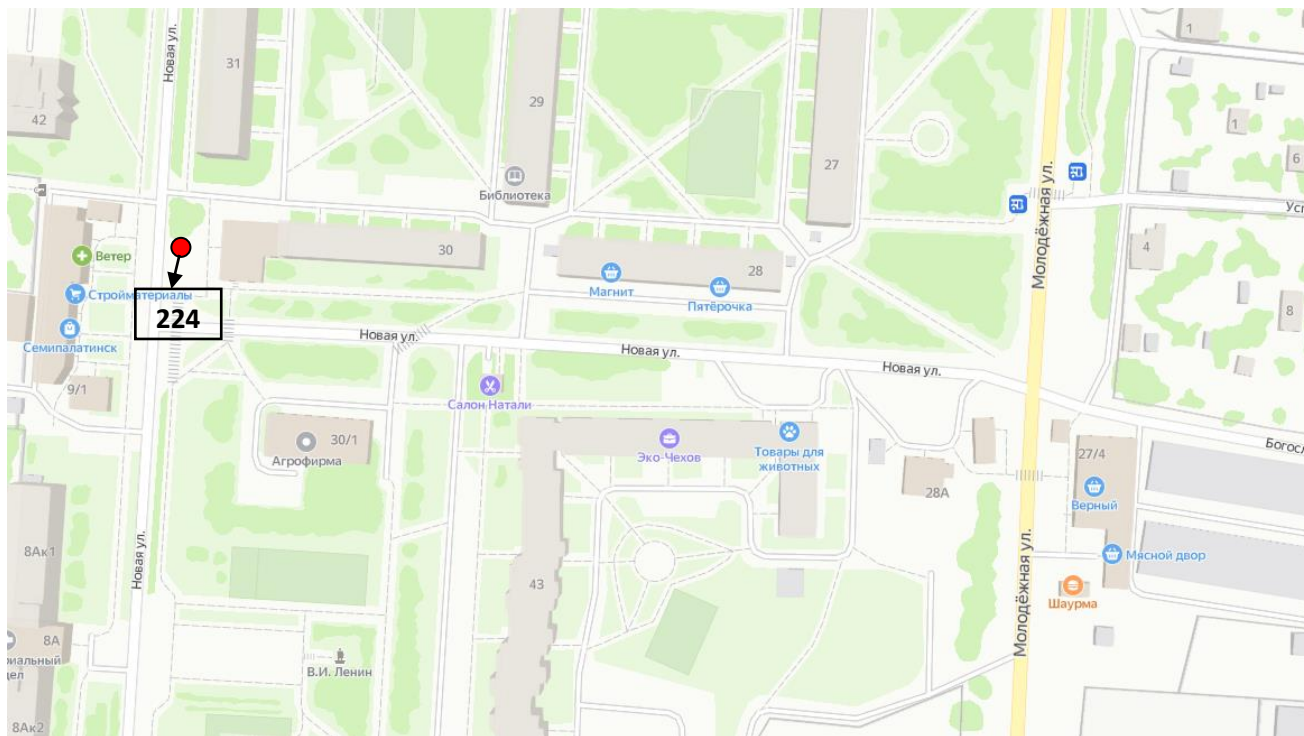 Новая ул.
31
42
29
27
Библиотека
Молодёжная ул.
1
1
6
Ус
4
8
Ветер
Стройматериалы
224
Семипалатинск
9/1
30
28
Магнит
Пятёрочка
Новая ул.
Новая ул.
Новая ул.
Салон Натали
30/1
Агрофирма
Эко-Чехов
Товары для
животных
28А
27/4
Верный
Богосл
Мясной двор
Шаурма
Молодёжная ул.
8Ак1
Новая ул.
43
8А
В.И. Ленин
8Ак2